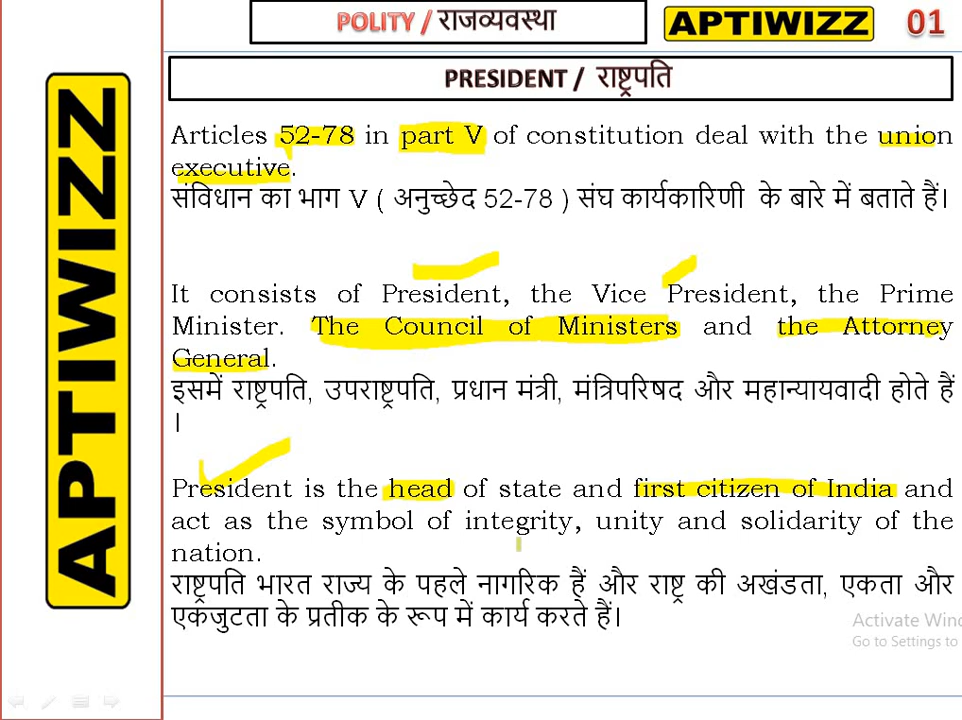 POLITY / राजव्यवस्था
APTIWIZZ
01
PRESIDENT / राष्ट्रपति
APTIWIZZ
Articles 52-78 in part V of constitution deal with the union
executive.
संविधान का भाग V ( अनुच्छेद 52-78 ) संघ कार्यकारिणी के बारे में बताते हैं।
It consists of President, the Vice President, the Prime
Minister. The Council of Ministers and the Attorney
General.
इसमें राष्ट्रपति, उपराष्ट्रपति, प्रधान मंत्री, मंत्रिपरिषद और महान्यायवादी होते हैं
।
President is the head of state and first citizen of India and
act as the symbol of integrity, unity and solidarity of the
nation.
राष्ट्रपति भारत राज्य के पहले नागरिक हैं और राष्ट्र की अखंडता, एकता और
एकजुटता के प्रतीक के रूप में कार्य करते हैं।
Activate Wind
Go to Settings to